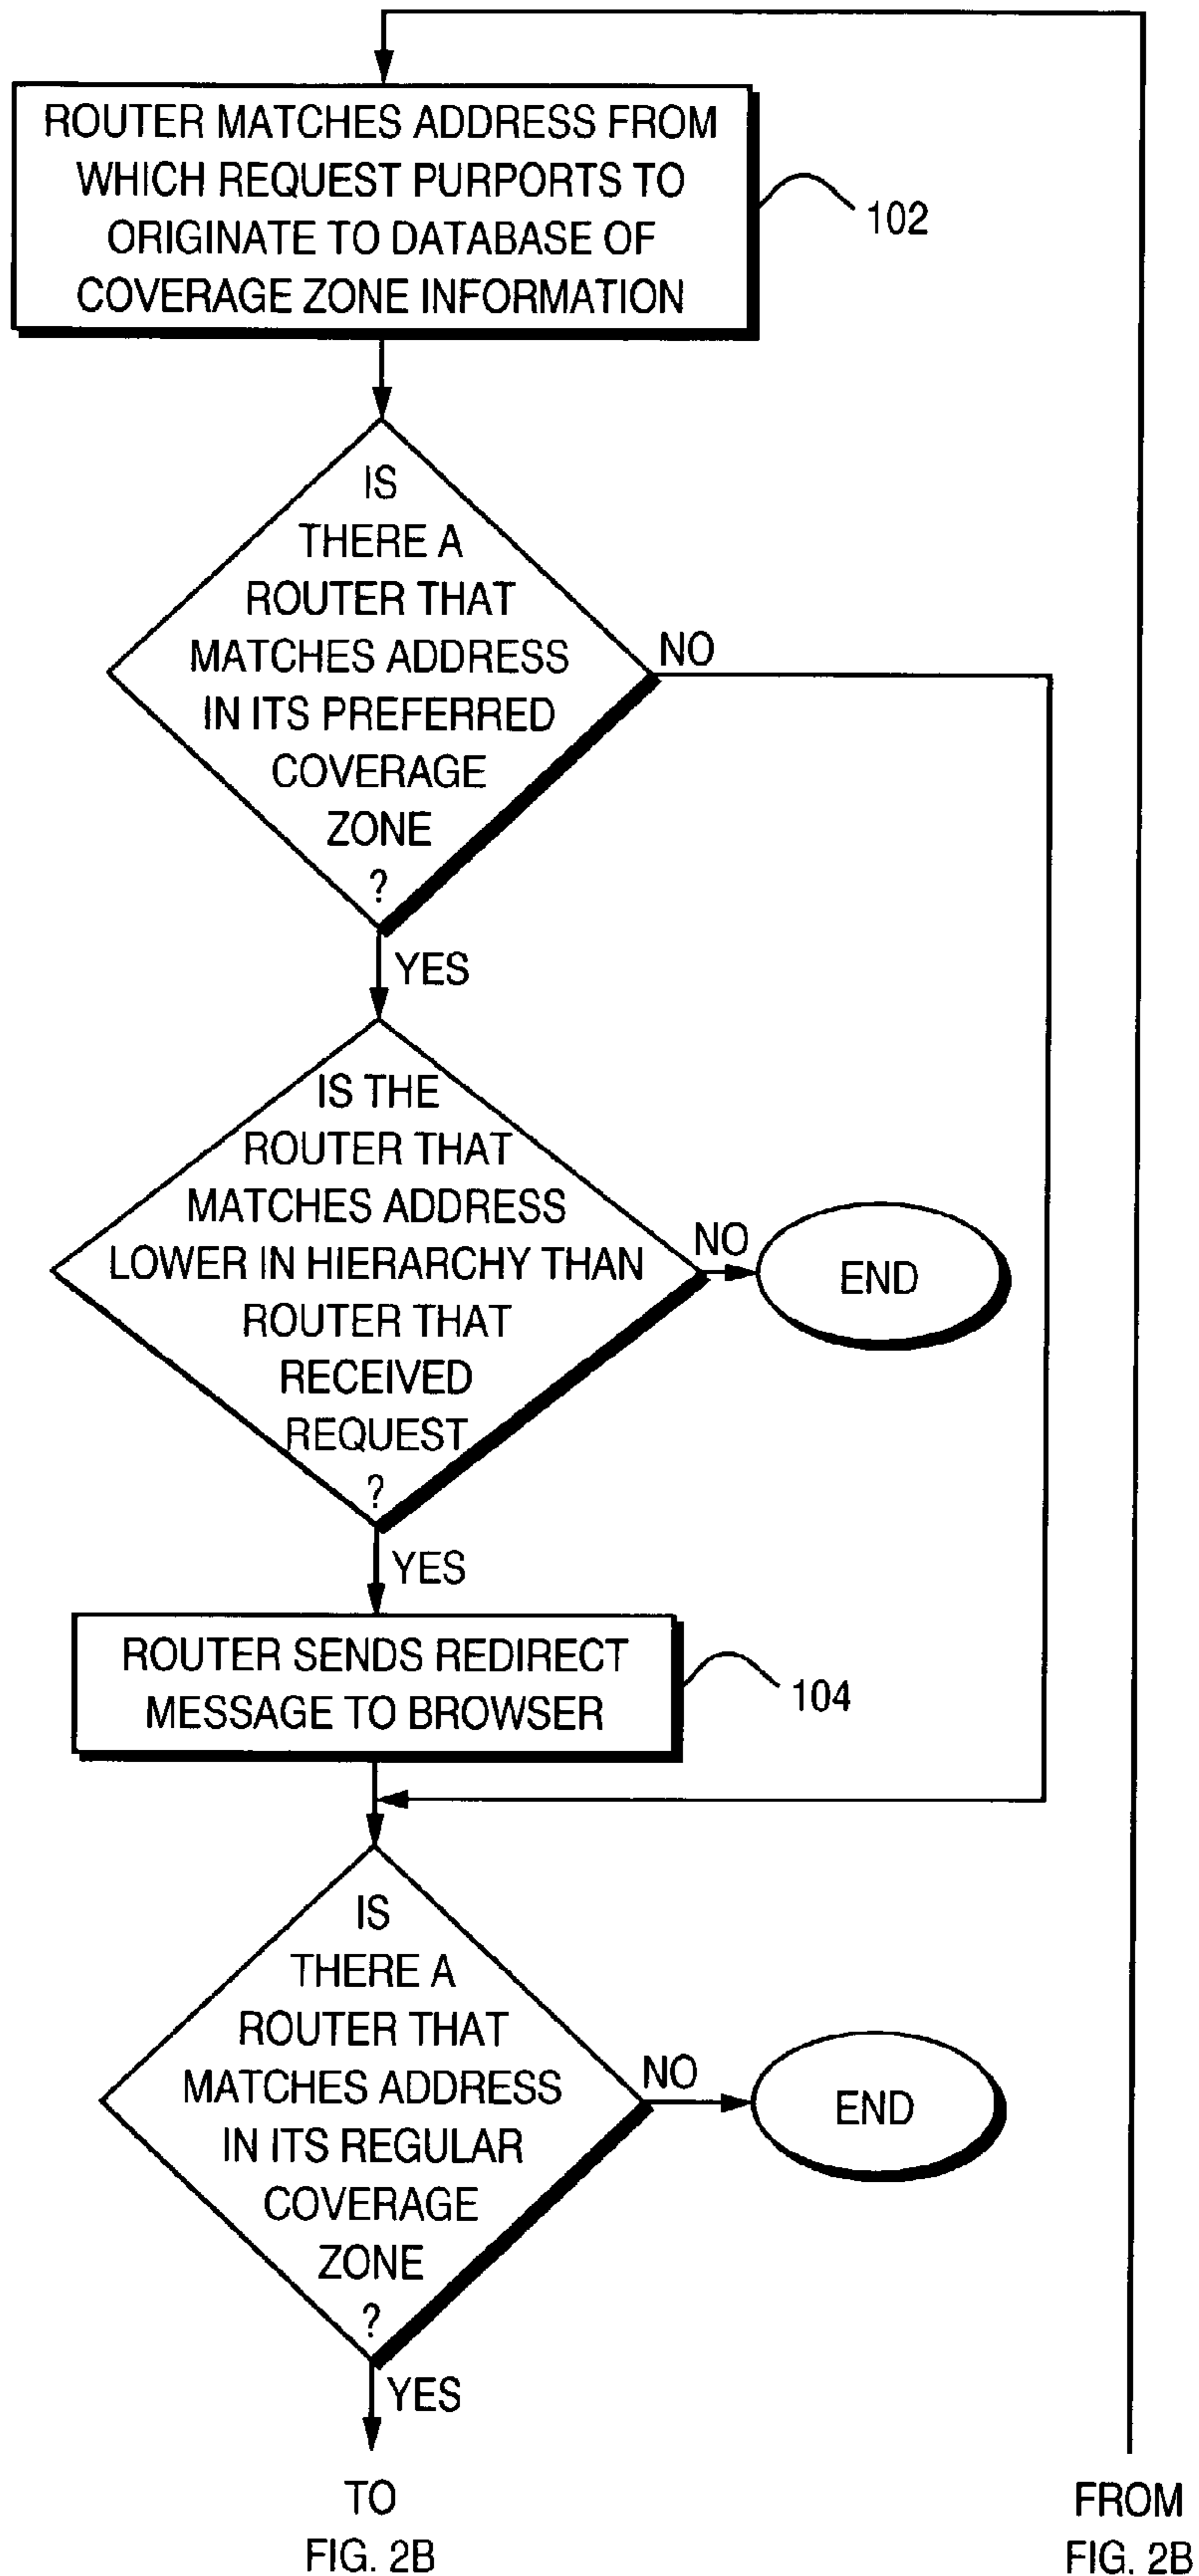 ROUTER MATCHES ADDRESS FROM
WHICH REQUEST PURPORTS TO
ORIGINATE TO DATABASE OF
COVERAGE ZONE INFORMATION
102
IS
THERE A
ROUTER THAT
MATCHES ADDRESS
IN ITS PREFERRED
COVERAGE
ZONE
?
NO
YES
IS THE
ROUTER THAT
MATCHES ADDRESS
LOWER IN HIERARCHY THAN
ROUTER THAT
RECEIVED
REQUEST
?
NO
END
YES
ROUTER SENDS REDIRECT
MESSAGE TO BROWSER
104
IS
THERE A
ROUTER THAT
MATCHES ADDRESS
IN ITS REGULAR
COVERAGE
ZONE
?
NO
END
YES
TO
FIG. 2B
FROM
FIG. 2B